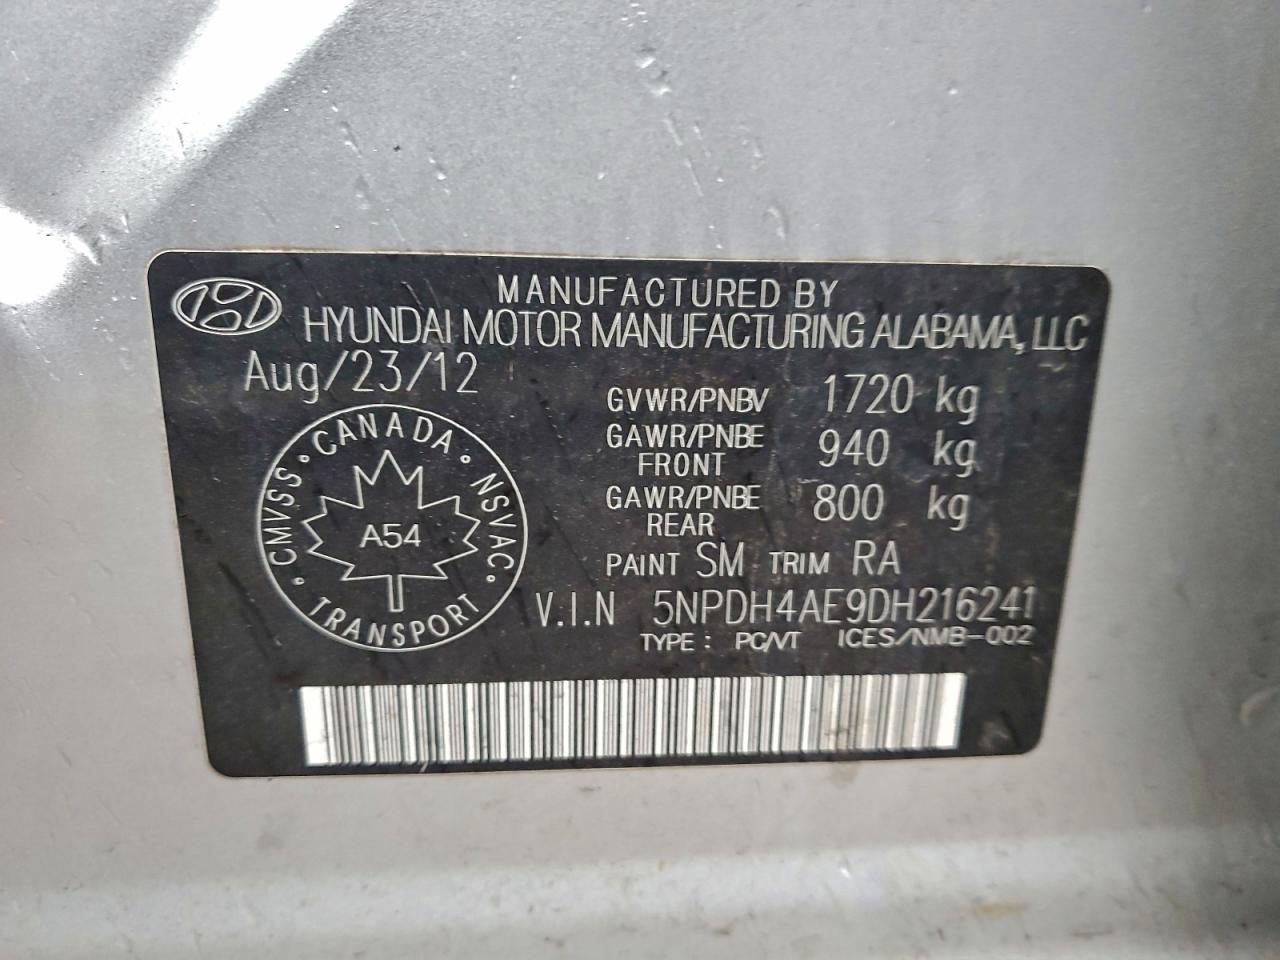 MANUFACTURED BY
HYUNDAI MOTOR MANUFACTURING ALABAMA, LLC
Aug/23/12
GVWR/PNBV 1720 kg
GAWR/PNBE FRONT 940 kg
GAWR/PNBE REAR 800 kg
PAINT SM TRIM RA
V.I.N 5NPDH4AE9DH216241
TYPE: PC/VT ICES/NMB-002
CANADA · NSVAC · TRANSPORT · CMVSS ·
A54